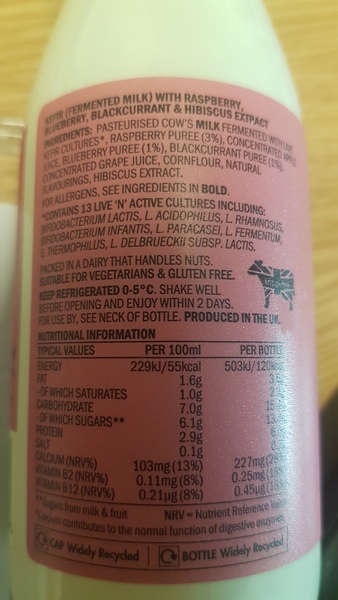 KEFIR (FERMENTED MILK) WITH RASPBERRY,
BLUEBERRY, BLACKCURRANT & HIBISCUS EXTRACT
INGREDIENTS: PASTEURISED COW'S MILK FERMENTED WITH LIVE
KEFIR CULTURES*, RASPBERRY PUREE (3%), CONCENTRATED APPLE
JUICE, BLUEBERRY PUREE (1%), BLACKCURRANT PUREE (1%),
CONCENTRATED GRAPE JUICE, CORNFLOUR, NATURAL
FLAVOURINGS, HIBISCUS EXTRACT.
FOR ALLERGENS, SEE INGREDIENTS IN BOLD.
*CONTAINS 13 LIVE 'N' ACTIVE CULTURES INCLUDING:
BIFIDOBACTERIUM LACTIS, L. ACIDOPHILUS, L. RHAMNOSUS,
BIFIDOBACTERIUM INFANTIS, L. PARACASEI, L. FERMENTUM,
S. THERMOPHILUS, L. DELBRUECKII SUBSP. LACTIS.
PACKED IN A DAIRY THAT HANDLES NUTS.
SUITABLE FOR VEGETARIANS & GLUTEN FREE.
KEEP REFRIGERATED 0-5°C. SHAKE WELL
BEFORE OPENING AND ENJOY WITHIN 2 DAYS.
FOR USE BY, SEE NECK OF BOTTLE. PRODUCED IN THE UK.
NUTRITIONAL INFORMATION
TYPICAL VALUES PER 100ml PER BOTTLE
ENERGY 229kJ/55kcal 503kJ/120kcal
FAT 1.6g
-OF WHICH SATURATES 1.0g
CARBOHYDRATE 7.0g
-OF WHICH SUGARS** 6.1g
PROTEIN 2.9g
SALT 0.1g
CALCIUM (NRV%) 103mg (13%) 227mg
VITAMIN B2 (NRV%) 0.11mg (8%) 0.25mg
VITAMIN B12 (NRV%) 0.21µg (8%) 0.45µg
**Sugars from milk & fruit NRV = Nutrient Reference Value
*Calcium contributes to the normal function of digestive enzymes
CAP Widely Recycled BOTTLE Widely Recycled